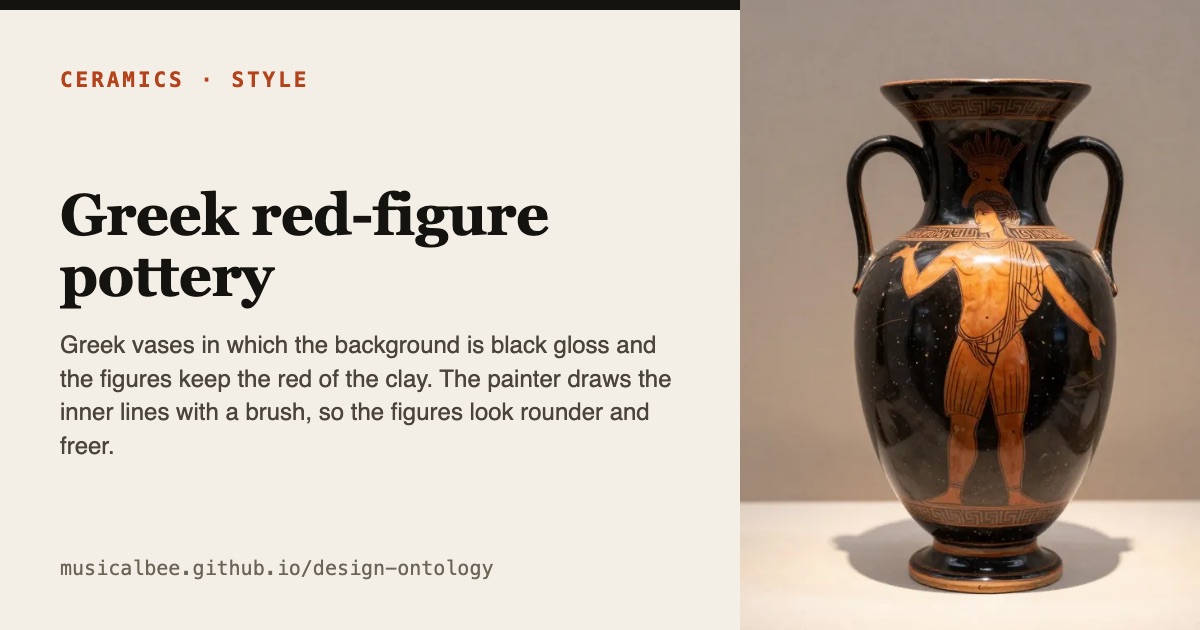 CERAMICS · STYLE
Greek red-figure
pottery
Greek vases in which the background is black gloss and
the figures keep the red of the clay. The painter draws the
inner lines with a brush, so the figures look rounder and
freer.
musicalbee.github.io/design-ontology